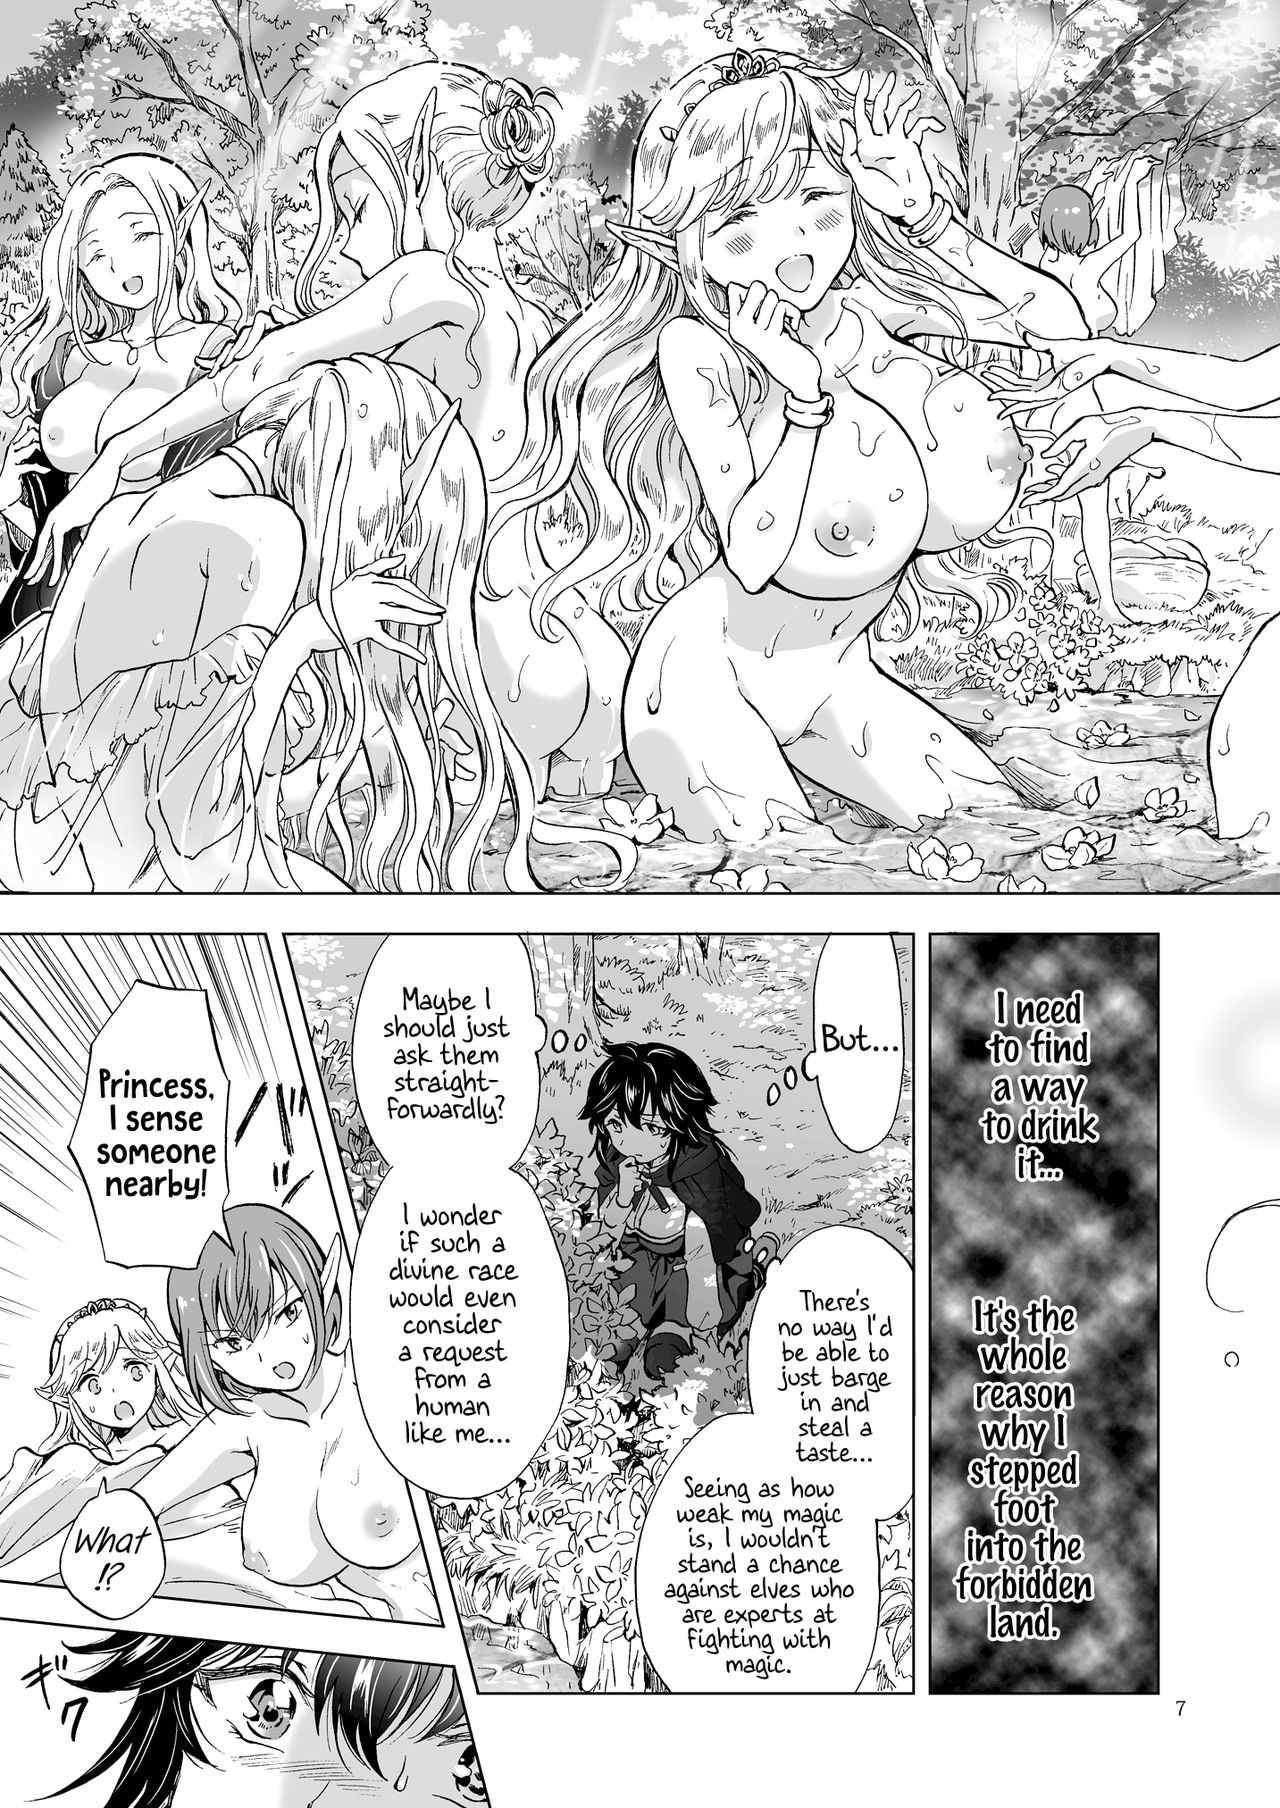 I need
to find
a way
to drink
it...
It's the
whole
reason
why I
stepped
foot
into the
forbidden
land.
But...
There's
no way I'd
be able to
just barge
in and
steal a
taste...
Seeing as how
weak my magic
is, I wouldn't
stand a chance
against elves who
are experts at
fighting with
magic.
Maybe I
should just
ask them
straight-
forwardly?
I wonder
if such a
divine race
would even
consider
a request
from a
human
like me...
Princess,
I sense
someone
nearby!
What
!?
ギクッ
7